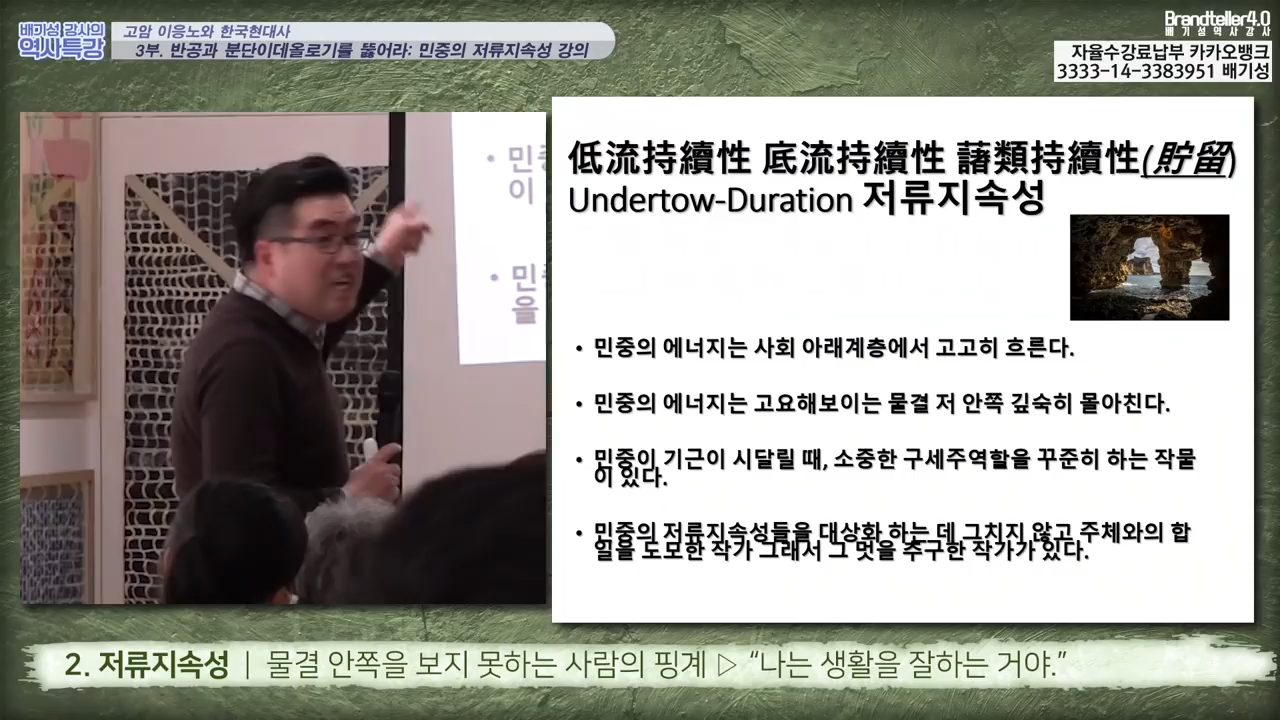 배기성 강사의
역사특강
고암 이응노와 한국현대사
3부. 반공과 분단이데올로기를 뚫어라: 민중의 저류지속성 강의
Brandteller4.0
배기성역사강사
자율수강료납부 카카오뱅크
3333-14-3383951 배기성
• 민중
이
• 민
을
低流持續性 底流持續性 藷類持續性(貯留)
Undertow-Duration 저류지속성
• 민중의 에너지는 사회 아래계층에서 고고히 흐른다.
• 민중의 에너지는 고요해보이는 물결 저 안쪽 깊숙히 몰아친다.
• 민중이 기근이 시달릴 때, 소중한 구세주역할을 꾸준히 하는 작물
이 있다.
• 민중의 저류지속성들을 대상화 하는 데 그치지 않고 주체와의 합
일을 도모한 작가 그래서 그 멋을 추구한 작가가 있다.
2. 저류지속성 | 물결 안쪽을 보지 못하는 사람의 핑계 ▷ “나는 생활을 잘하는 거야.”